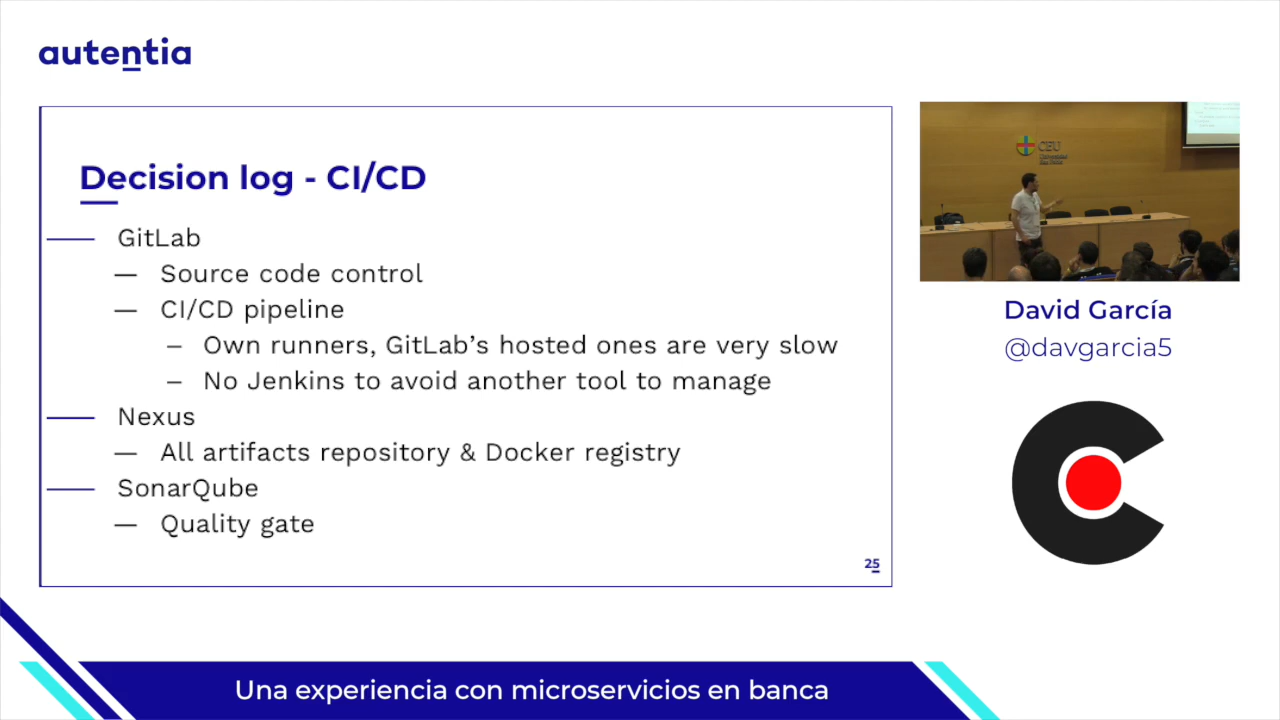 autentia
Decision log - CI/CD
GitLab
— Source code control
— CI/CD pipeline
– Own runners, GitLab’s hosted ones are very slow
– No Jenkins to avoid another tool to manage
Nexus
— All artifacts repository & Docker registry
SonarQube
— Quality gate
25
CEU
David García
@davgarcia5
Una experiencia con microservicios en banca